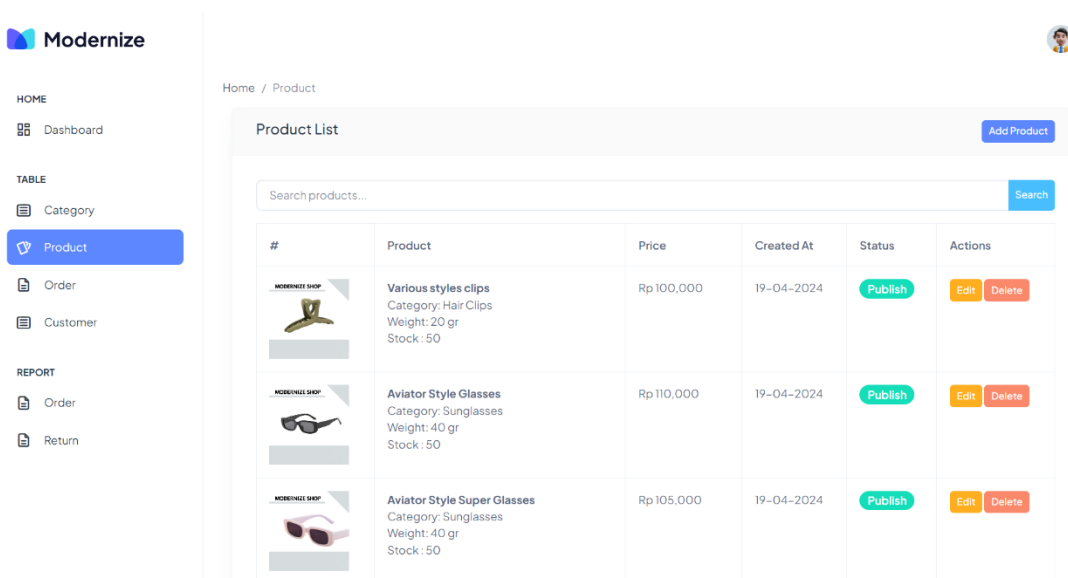 Modernize
HOME
Dashboard
TABLE
Category
Product
Order
Customer
REPORT
Order
Return
Home / Product
Product List
Add Product
Search products...
Search
# Product Price Created At Status Actions
MODERNIZE SHOP
Various styles clips
Category: Hair Clips
Weight: 20 gr
Stock : 50
Rp 100,000
19-04-2024
Publish
Edit Delete
MODERNIZE SHOP
Aviator Style Glasses
Category: Sunglasses
Weight: 40 gr
Stock : 50
Rp 110,000
19-04-2024
Publish
Edit Delete
MODERNIZE SHOP
Aviator Style Super Glasses
Category: Sunglasses
Weight: 40 gr
Stock : 50
Rp 105,000
19-04-2024
Publish
Edit Delete